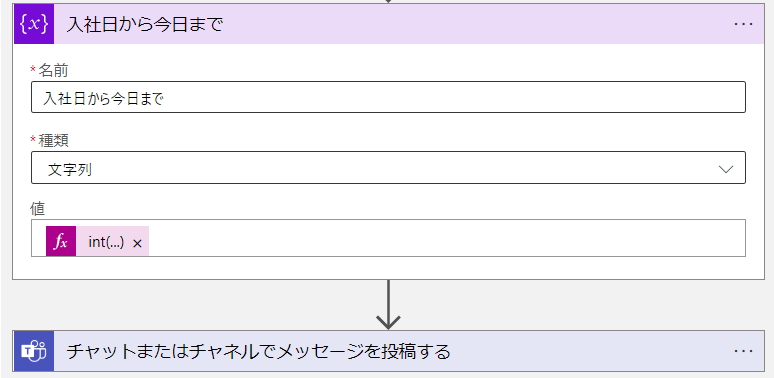 {x} 入社日から今日まで ...
*名前
入社日から今日まで
*種類
文字列
値
fx int(...) ×
チャットまたはチャネルでメッセージを投稿する ...